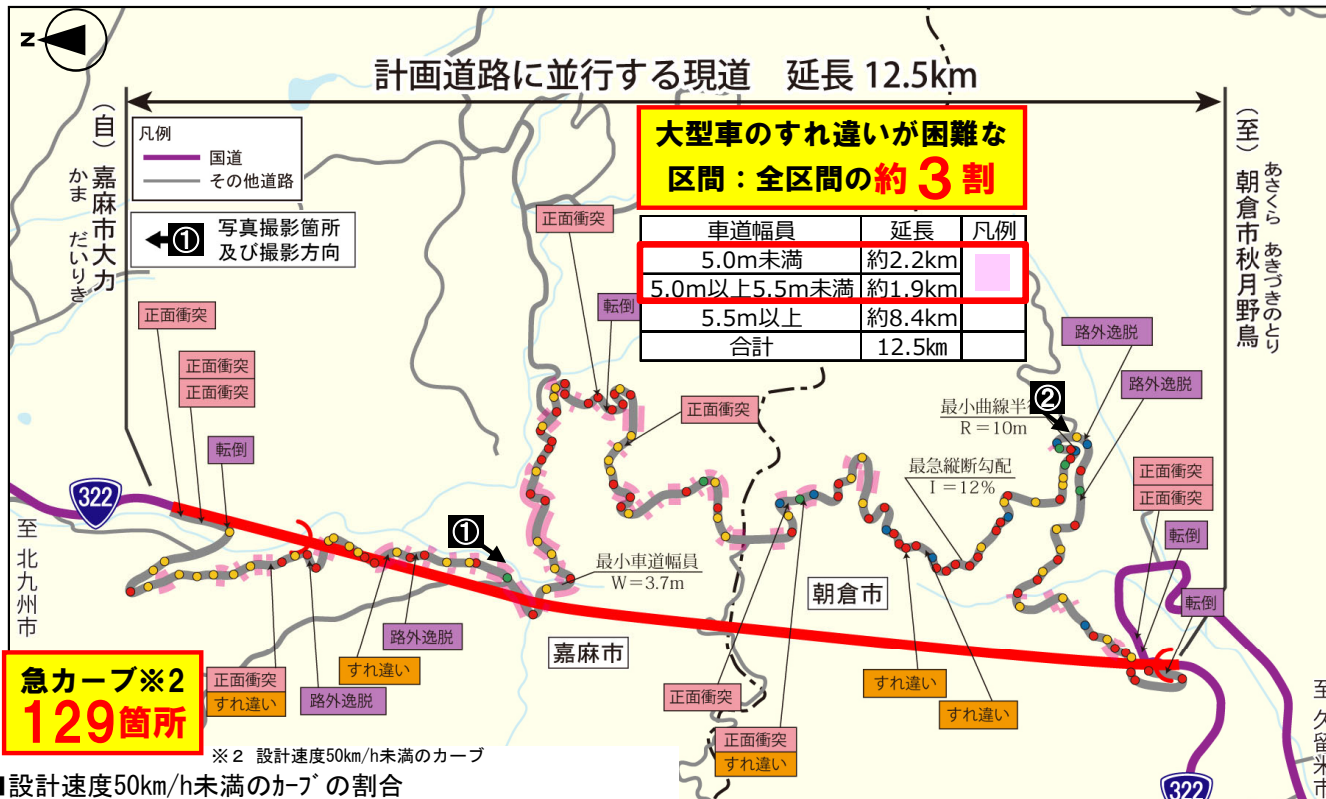 N
計画道路に並行する現道 延長 12.5km
(自)嘉麻市大力
かま だいりき
凡例
国道
その他道路
① 写真撮影箇所
及び撮影方向
大型車のすれ違いが困難な
区間：全区間の約３割
車道幅員 延長 凡例
5.0m未満 約2.2km
5.0m以上5.5m未満 約1.9km
5.5m以上 約8.4km
合計 12.5km
(至)朝倉市秋月野鳥
あさくら あきづきのとり
正面衝突
転倒
正面衝突
正面衝突
正面衝突
転倒
正面衝突
路外逸脱
路外逸脱
最小曲線半
R＝10m
②
最急縦断勾配
I＝12%
正面衝突
正面衝突
転倒
転倒
322
至 北九州市
①
最小車道幅員
W＝3.7m
朝倉市
嘉麻市
路外逸脱
すれ違い
正面衝突
すれ違い
路外逸脱
正面衝突
正面衝突
すれ違い
すれ違い
すれ違い
至 久留米市
322
急カーブ※2
129箇所
※２ 設計速度50km/h未満のカーブ
■設計速度50km/h未満のｶｰﾌﾞの割合